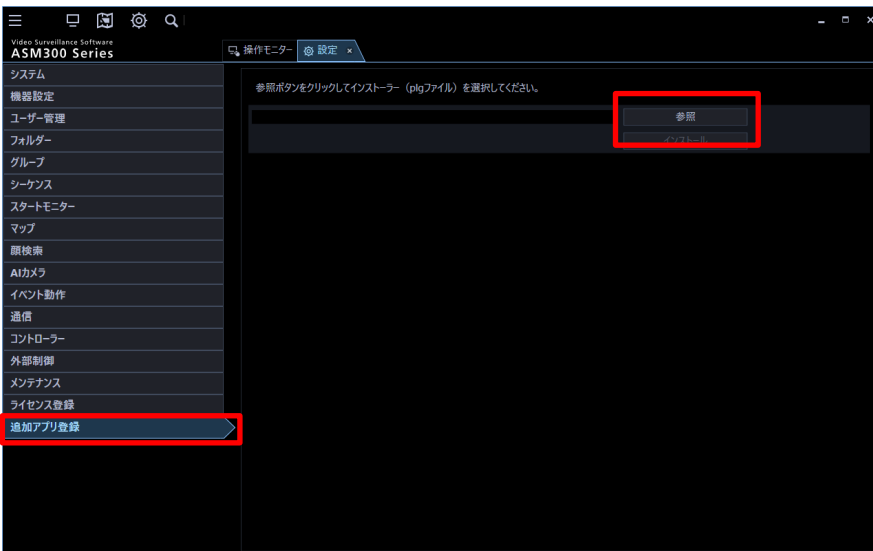 Video Surveillance Software
ASM300 Series
操作モニター
設定 ×
システム
機器設定
ユーザー管理
フォルダー
グループ
シーケンス
スタートモニター
マップ
顔検索
AIカメラ
イベント動作
通信
コントローラー
外部制御
メンテナンス
ライセンス登録
追加アプリ登録
参照ボタンをクリックしてインストーラー（plgファイル）を選択してください。
参照
インストール